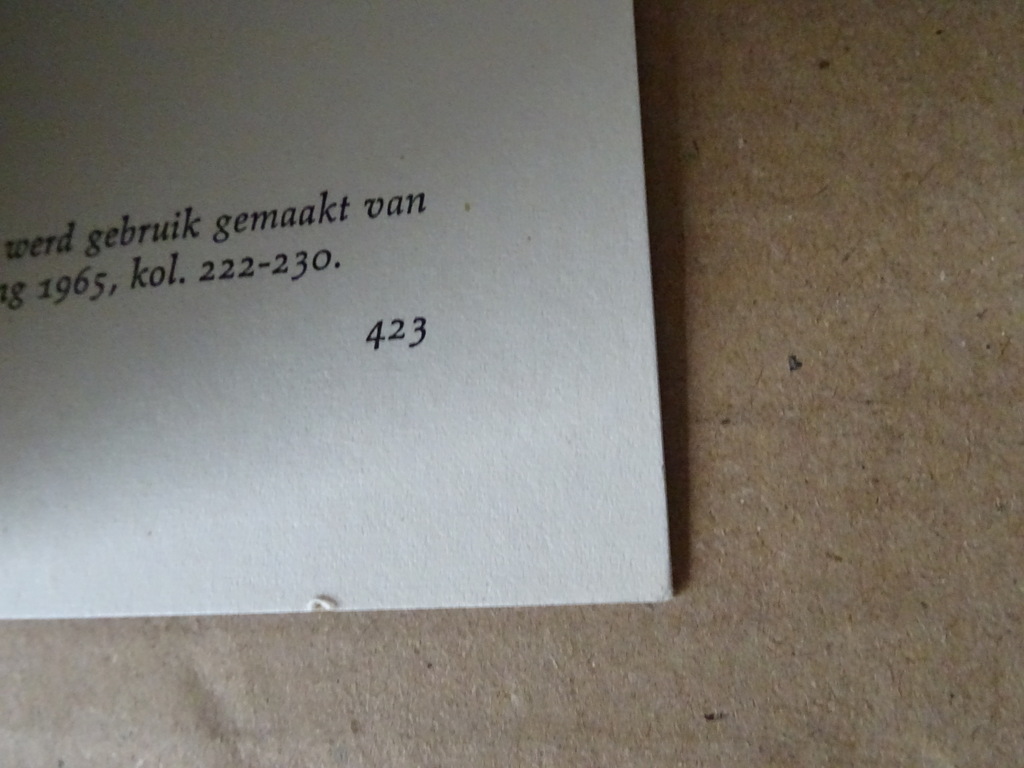 werd gebruik gemaakt van
1965, kol. 222-230.
423